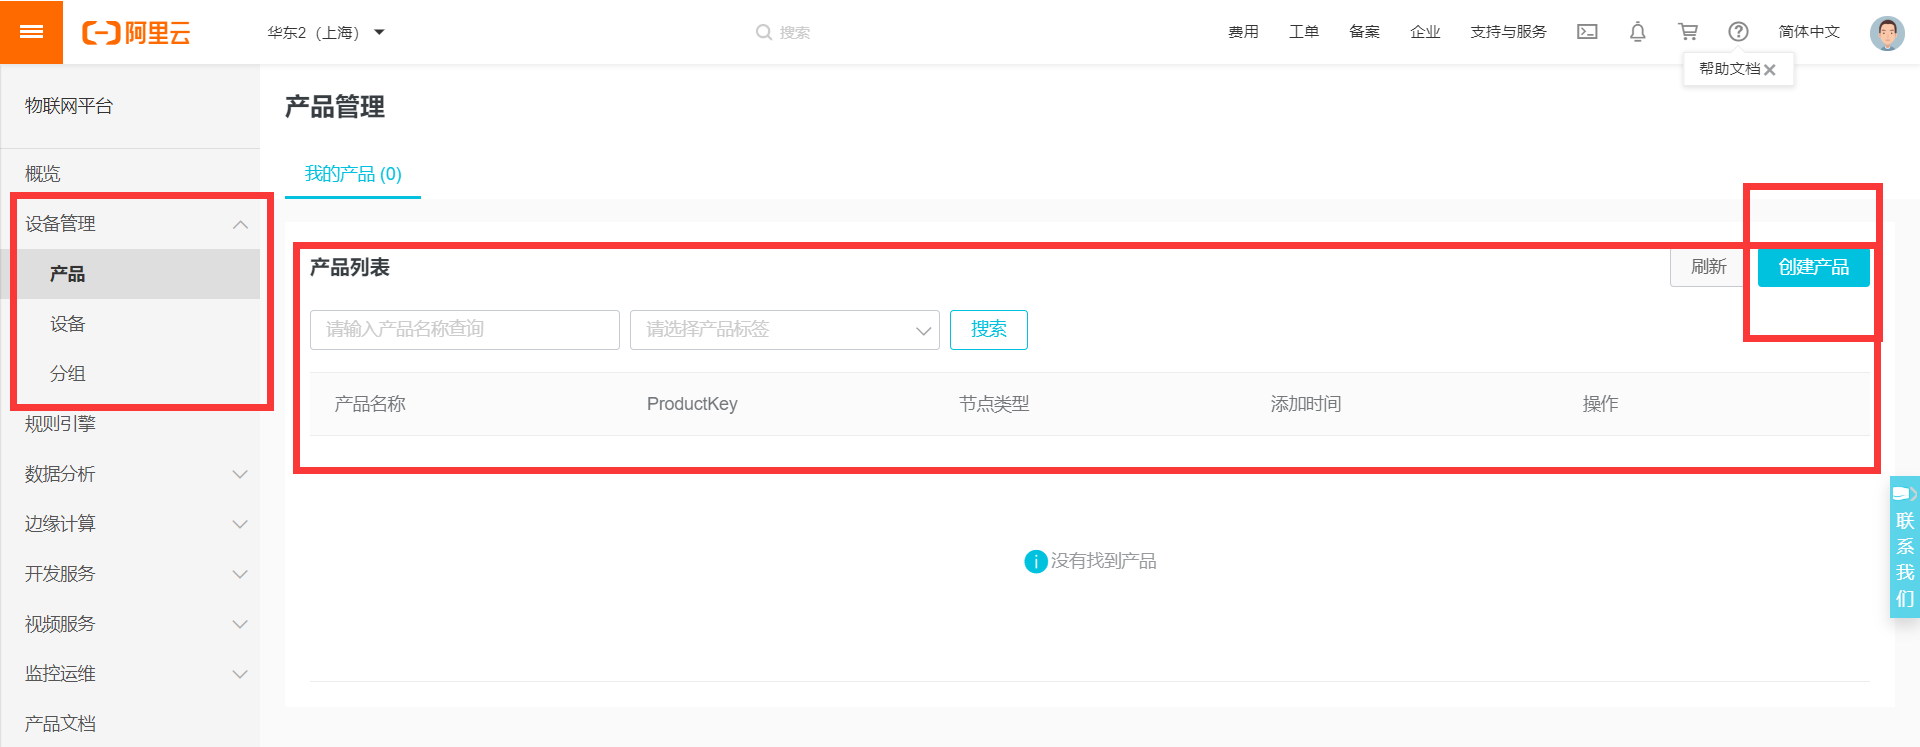 阿里云
华东2（上海）
搜索
费用
工单
备案
企业
支持与服务
简体中文
帮助文档
物联网平台
概览
设备管理
产品
设备
分组
规则引擎
数据分析
边缘计算
开发服务
视频服务
监控运维
产品文档
产品管理
我的产品 (0)
产品列表
刷新
创建产品
请输入产品名称查询
请选择产品标签
搜索
产品名称 ProductKey 节点类型 添加时间 操作
没有找到产品
联系我们